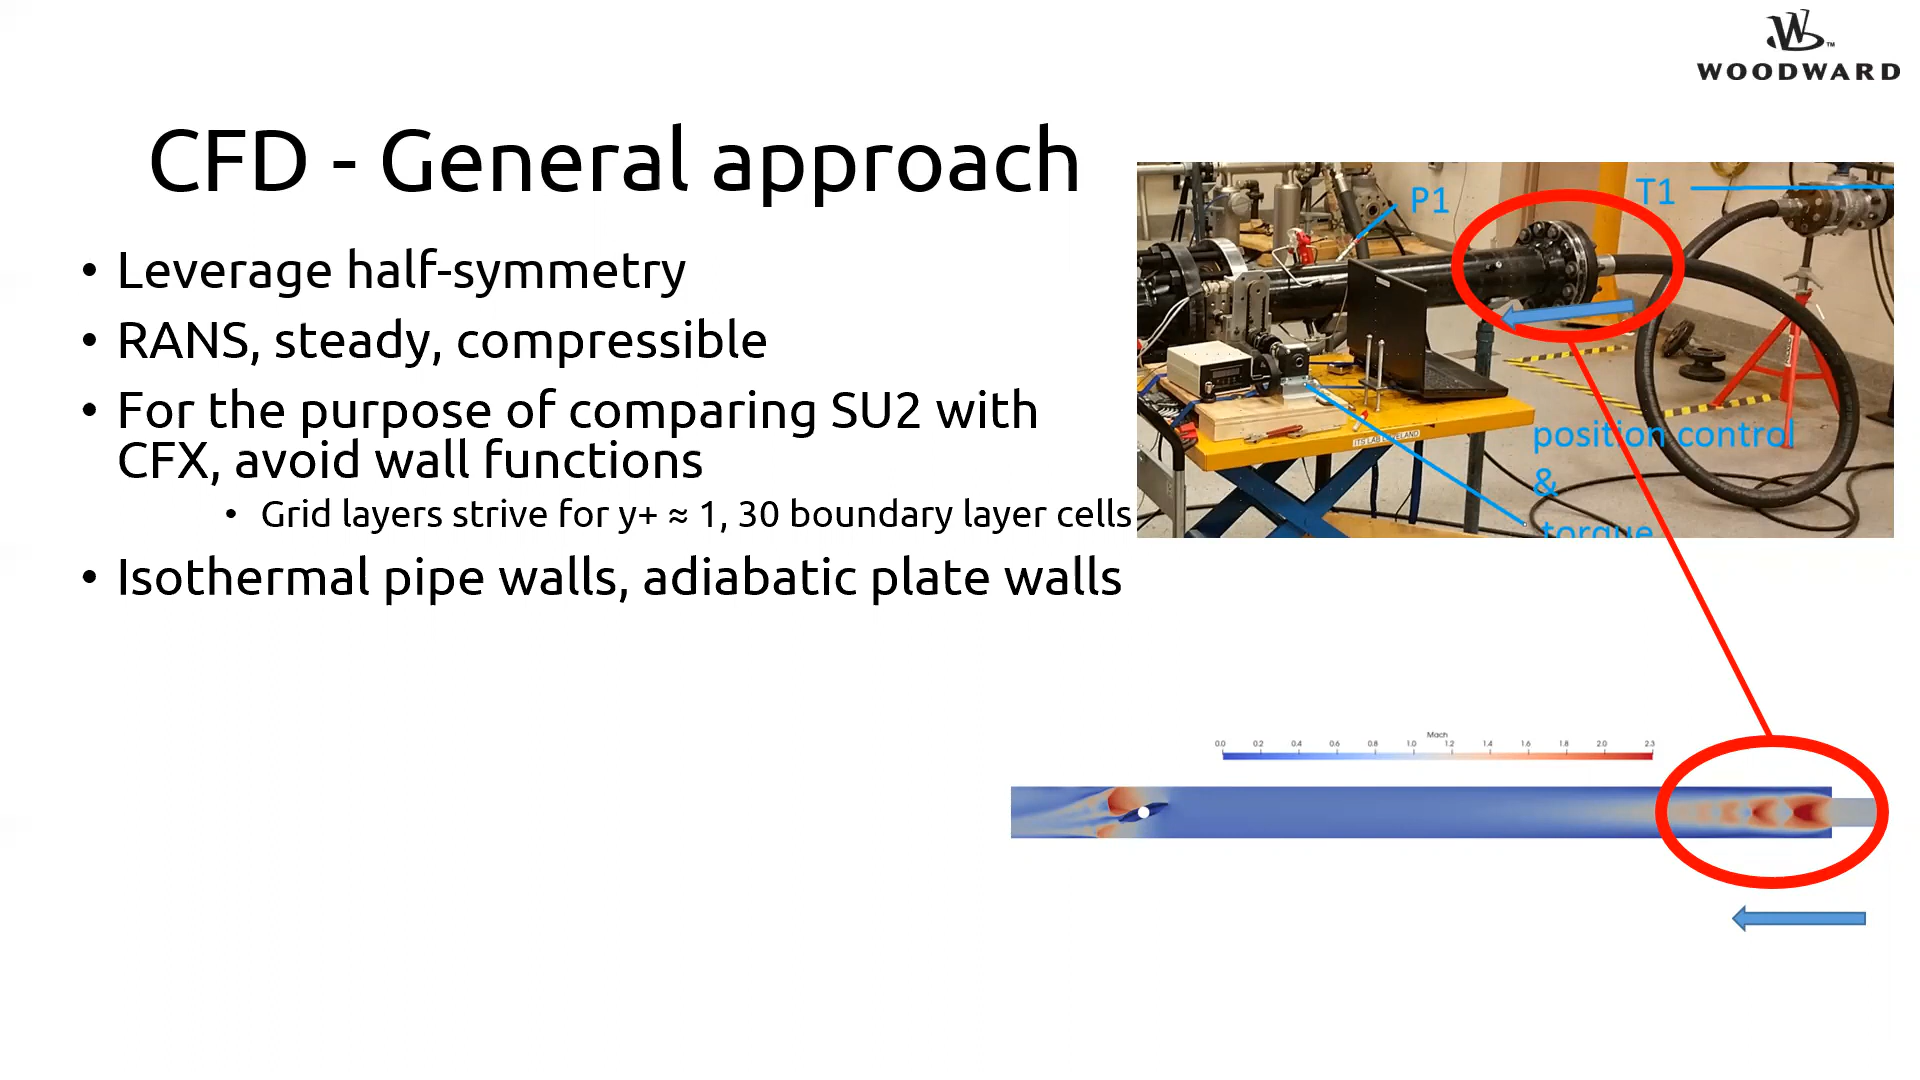 WOODWARD
CFD - General approach
• Leverage half-symmetry
• RANS, steady, compressible
• For the purpose of comparing SU2 with
CFX, avoid wall functions
• Grid layers strive for y+ ≈ 1, 30 boundary layer cells
• Isothermal pipe walls, adiabatic plate walls
P1
T1
position control
&
torque
ITS LAB LOVELAND
Mach
0.0 0.2 0.4 0.6 0.8 1.0 1.2 1.4 1.6 1.8 2.0 2.3